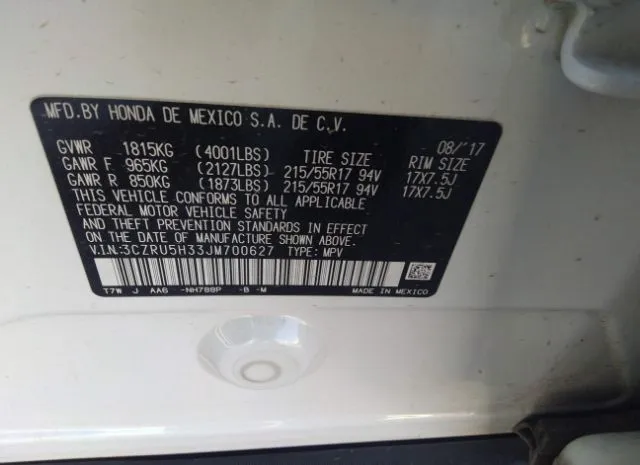 MFD.BY HONDA DE MEXICO S.A. DE C.V.
08/'17
GVWR 1815KG (4001LBS) TIRE SIZE RIM SIZE
GAWR F 965KG (2127LBS) 215/55R17 94V 17X7.5J
GAWR R 850KG (1873LBS) 215/55R17 94V 17X7.5J
THIS VEHICLE CONFORMS TO ALL APPLICABLE
FEDERAL MOTOR VEHICLE SAFETY
AND THEFT PREVENTION STANDARDS IN EFFECT
ON THE DATE OF MANUFACTURE SHOWN ABOVE.
V.I.N.:3CZRU5H33JM700627 TYPE: MPV
T7W J AA6 -NH788P -B -M MADE IN MEXICO